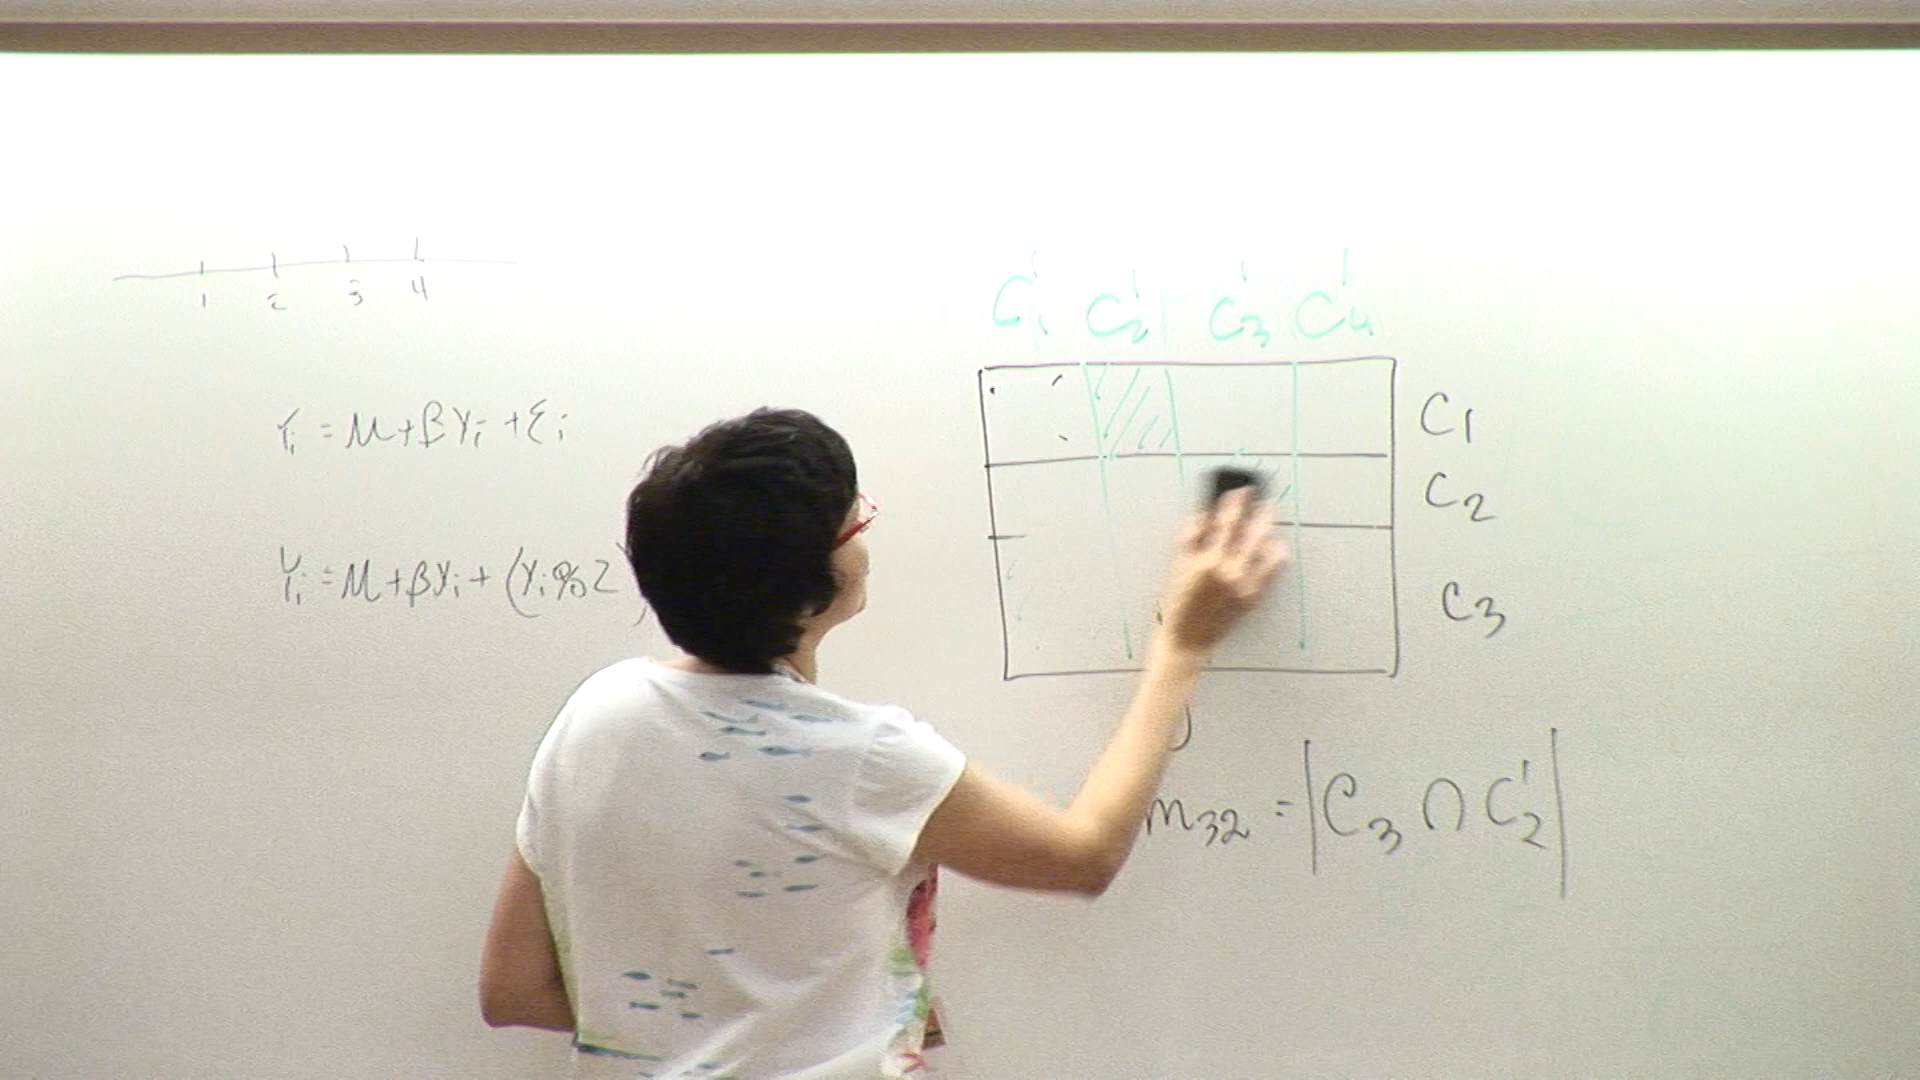 1 2 3 4
Yi = M + βYi + εi
Yi = M + βYi + (Yi % 2)
C'1 C'2 C'3 C'4
C1
C2
C3
m32 = |C3 ∩ C'2|